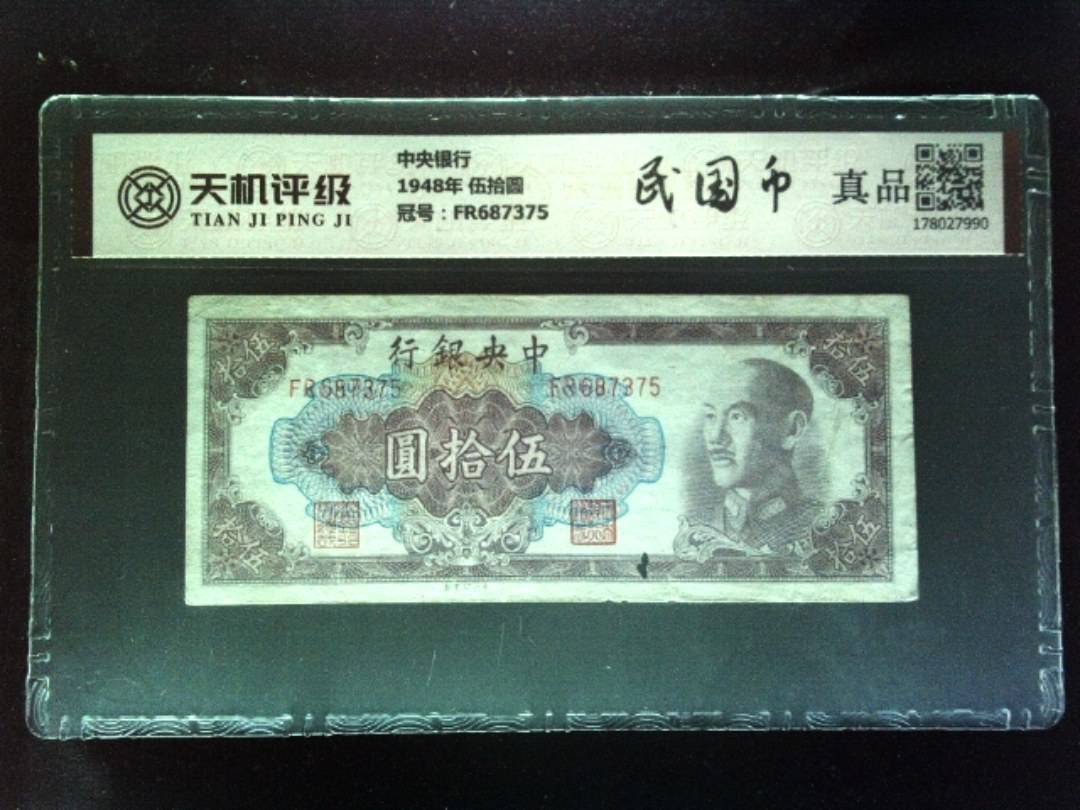 天机评级
TIAN JI PING JI
中央银行
1948年 伍拾圆
冠号：FR687375
民国币
真品
178027990
行銀央中
FR687375
FR687375
圓拾伍
拾伍
拾伍
拾伍
拾伍